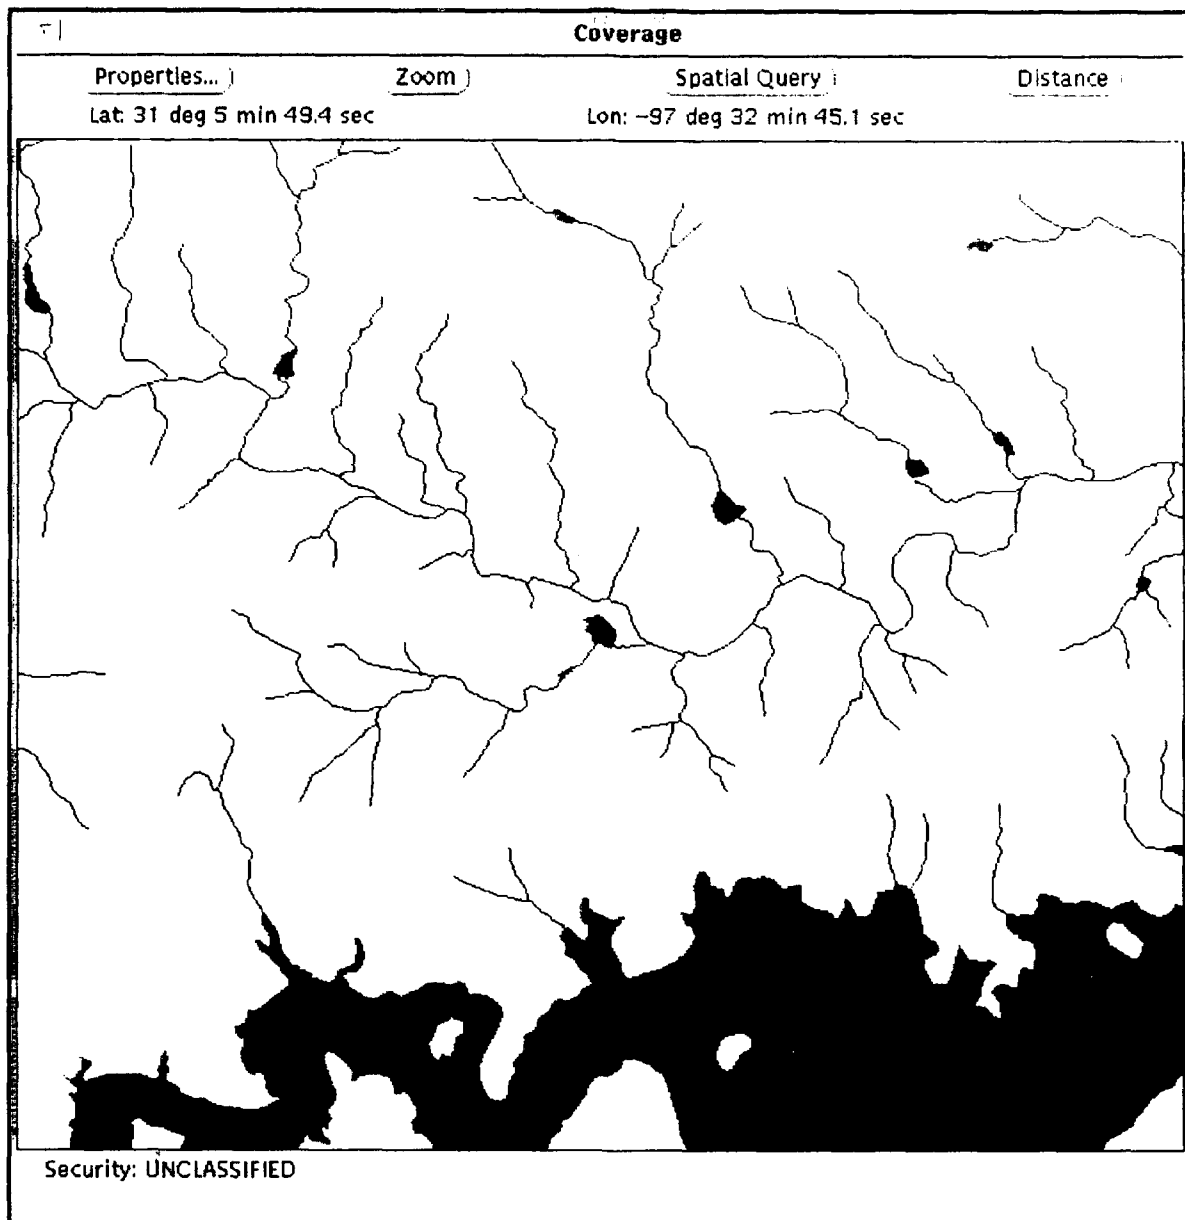 Coverage
Properties... Zoom Spatial Query Distance
Lat: 31 deg 5 min 49.4 sec Lon: -97 deg 32 min 45.1 sec
Security: UNCLASSIFIED